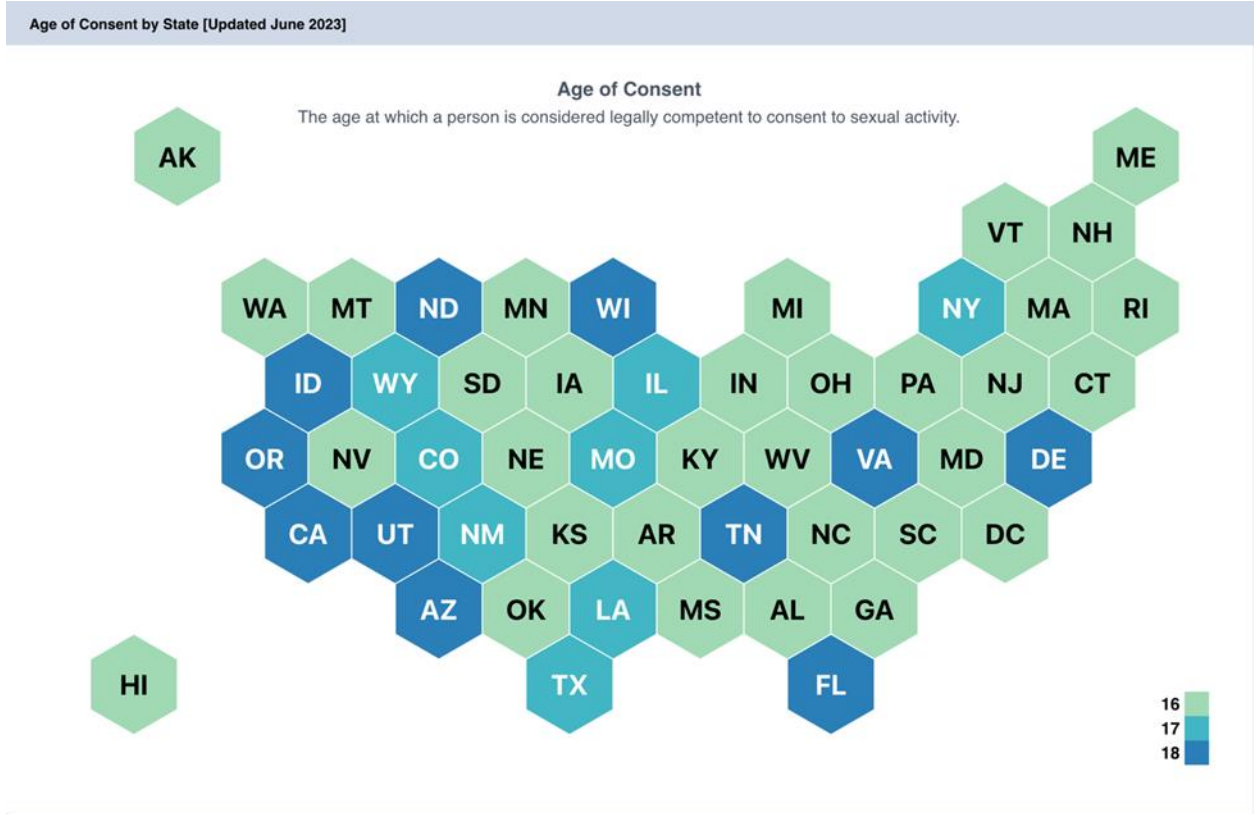 Age of Consent by State [Updated June 2023]
Age of Consent
The age at which a person is considered legally competent to consent to sexual activity.
AK
ME
VT NH
WA MT ND MN WI MI NY MA RI
ID WY SD IA IL IN OH PA NJ CT
OR NV CO NE MO KY WV VA MD DE
CA UT NM KS AR TN NC SC DC
AZ OK LA MS AL GA
HI TX FL
16
17
18